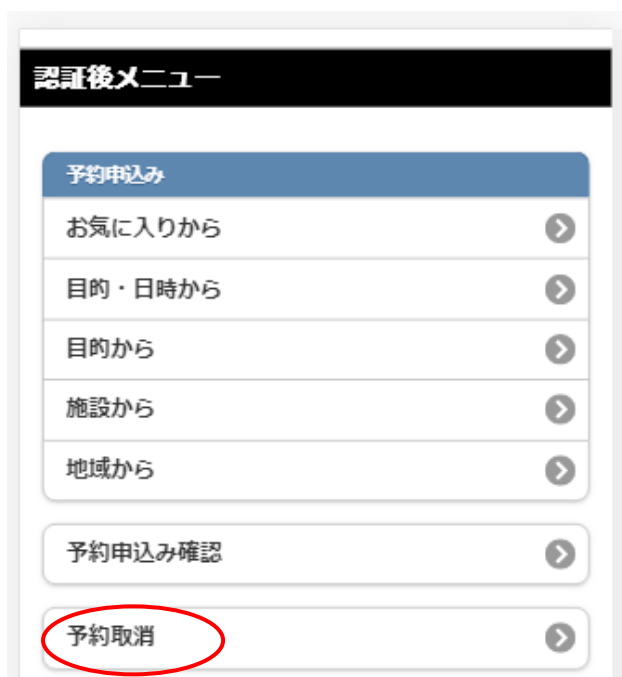 認証後メニュー
予約申込み
お気に入りから
目的・日時から
目的から
施設から
地域から
予約申込み確認
予約取消